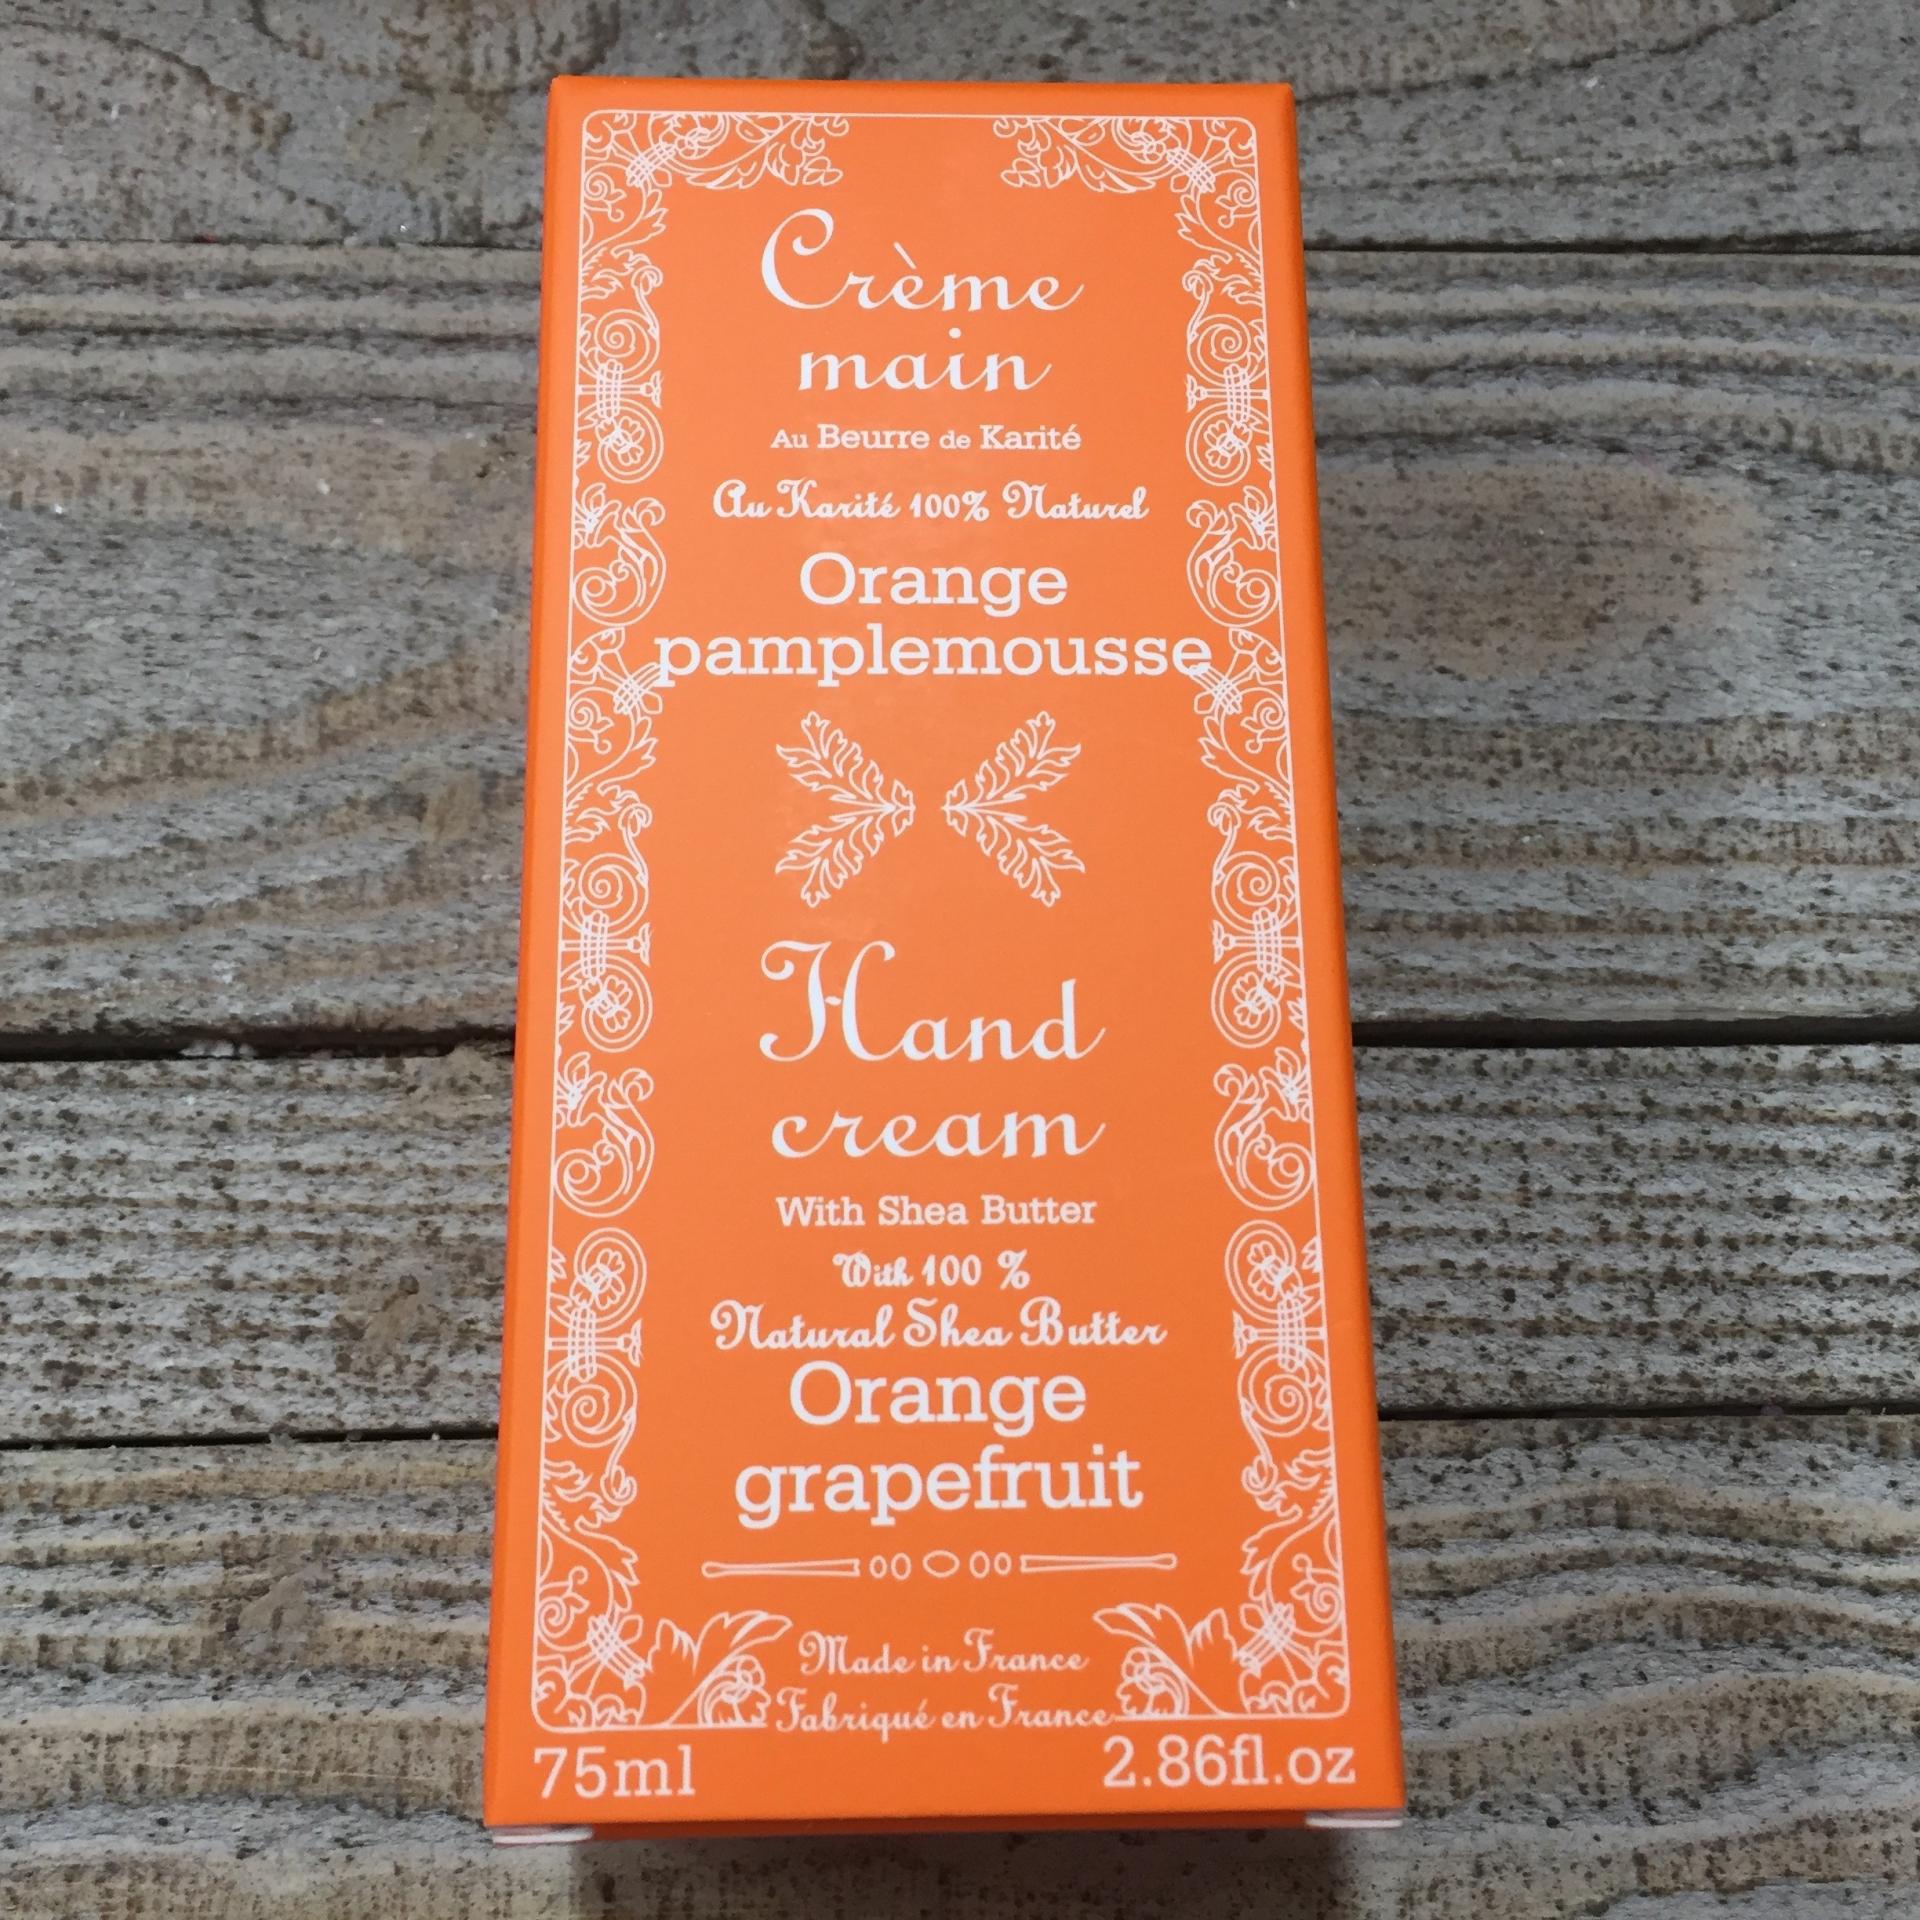 Crème
main
Au Beurre de Karité
Au Karité 100% Naturel
Orange
pamplemousse
Hand
cream
With Shea Butter
With 100 %
Natural Shea Butter
Orange
grapefruit
Made in France
Fabriqué en France
75ml
2.86fl.oz